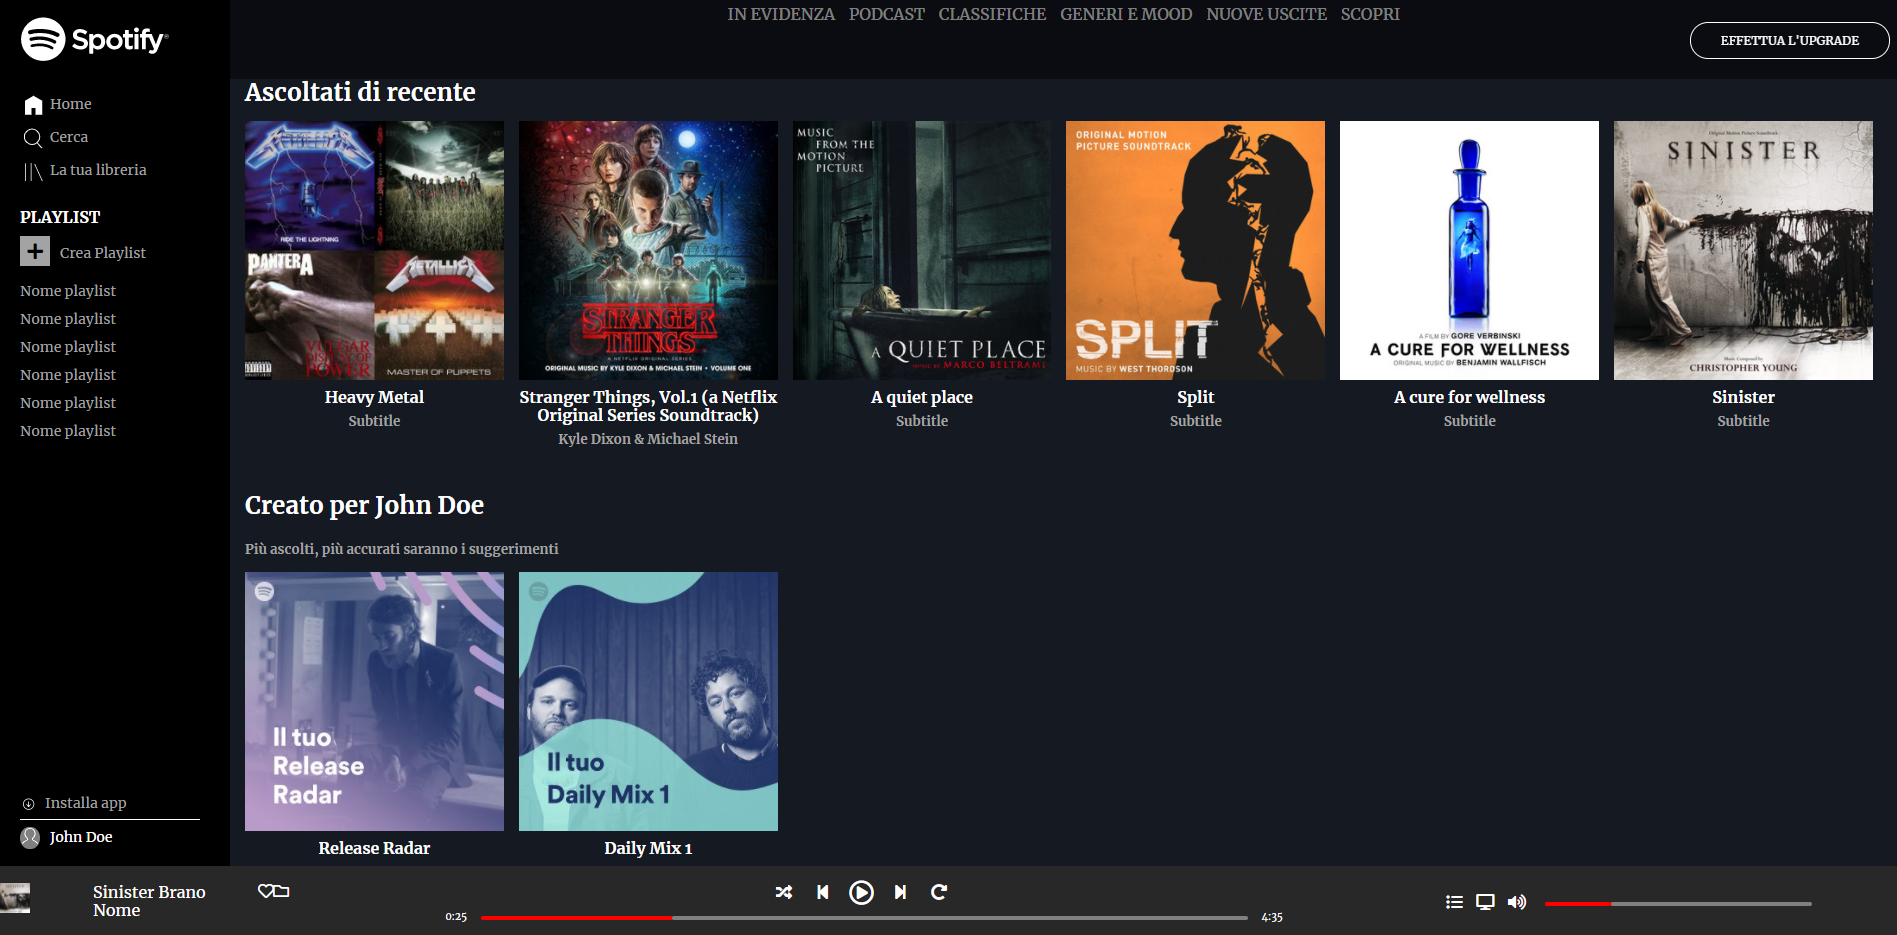 Spotify®
Home
Cerca
La tua libreria
PLAYLIST
Crea Playlist
Nome playlist
Nome playlist
Nome playlist
Nome playlist
Nome playlist
Nome playlist
Installa app
John Doe
IN EVIDENZA PODCAST CLASSIFICHE GENERI E MOOD NUOVE USCITE SCOPRI
EFFETTUA L'UPGRADE
Ascoltati di recente
METALLICA
RIDE THE LIGHTNING
PANTERA
VULGAR
DISPLAY OF
POWER
METALLICA
MASTER OF PUPPETS
Heavy Metal
Subtitle
STRANGER
THINGS
A NETFLIX ORIGINAL SERIES
ORIGINAL MUSIC BY KYLE DIXON & MICHAEL STEIN • VOLUME ONE
Stranger Things, Vol.1 (a Netflix
Original Series Soundtrack)
Kyle Dixon & Michael Stein
MUSIC
FROM THE
MOTION
PICTURE
A QUIET PLACE
MUSIC BY MARCO BELTRAMI
A quiet place
Subtitle
ORIGINAL MOTION
PICTURE SOUNDTRACK
SPLIT
MUSIC BY WEST THORDSON
Split
Subtitle
A FILM BY GORE VERBINSKI
A CURE FOR WELLNESS
ORIGINAL MUSIC BY BENJAMIN WALLFISCH
A cure for wellness
Subtitle
Original Motion Picture Soundtrack
SINISTER
Music Composed by
CHRISTOPHER YOUNG
Sinister
Subtitle
Creato per John Doe
Più ascolti, più accurati saranno i suggerimenti
Il tuo
Release
Radar
Release Radar
Il tuo
Daily Mix 1
Daily Mix 1
Sinister Brano
Nome
0:25
4:35